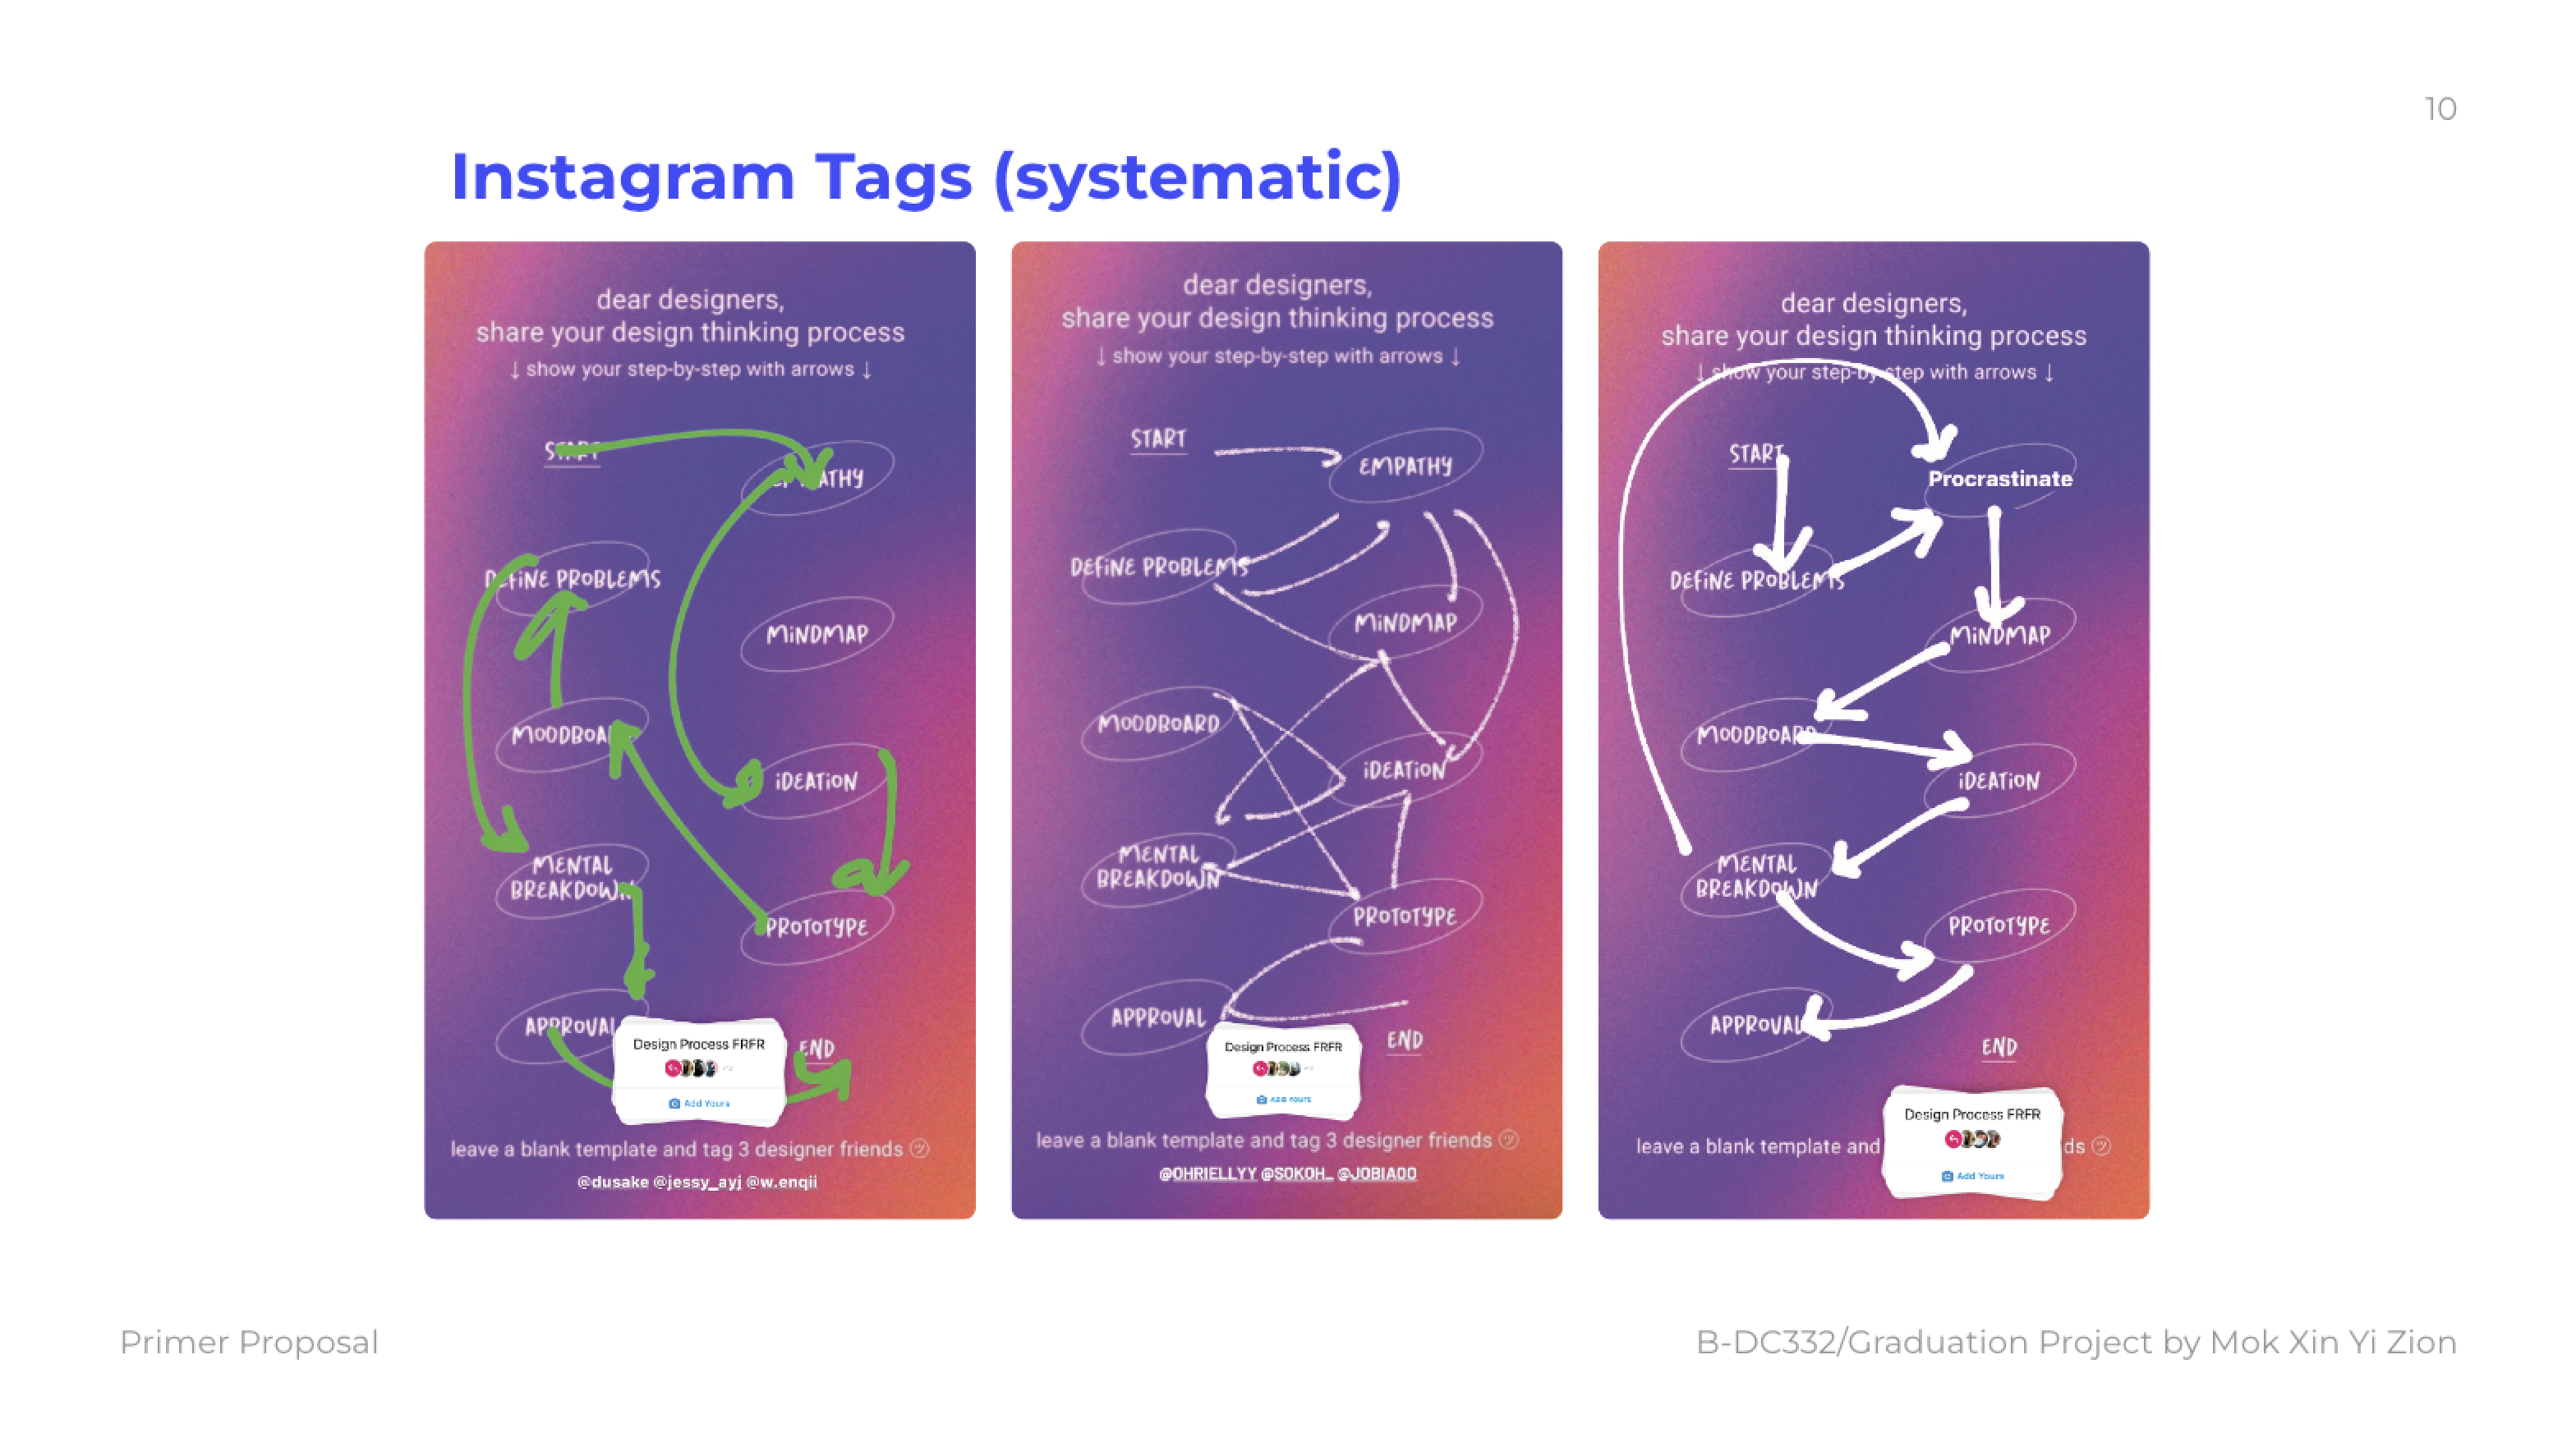 10
Instagram Tags (systematic)
dear designers,
share your design thinking process
↓ show your step-by-step with arrows ↓
START
DEFINE PROBLEMS
MINDMAP
MOODBOARD
IDEATION
MENTAL
BREAKDOWN
PROTOTYPE
APPROVAL
END
Design Process FRFR
Add Yours
leave a blank template and tag 3 designer friends ツ
@dusake @jessy_ayj @w.enqii
dear designers,
share your design thinking process
↓ show your step-by-step with arrows ↓
START
EMPATHY
DEFINE PROBLEMS
MINDMAP
MOODBOARD
IDEATION
MENTAL
BREAKDOWN
PROTOTYPE
APPROVAL
END
Design Process FRFR
Add Yours
leave a blank template and tag 3 designer friends ツ
@OHRIELLYY @SOKOH_ @JOBIAOO
dear designers,
share your design thinking process
↓ show your step-by-step with arrows ↓
START
Procrastinate
DEFINE PROBLEMS
MINDMAP
MOODBOARD
IDEATION
MENTAL
BREAKDOWN
PROTOTYPE
APPROVAL
END
Design Process FRFR
Add Yours
leave a blank template and
ds ツ
Primer Proposal
B-DC332/Graduation Project by Mok Xin Yi Zion